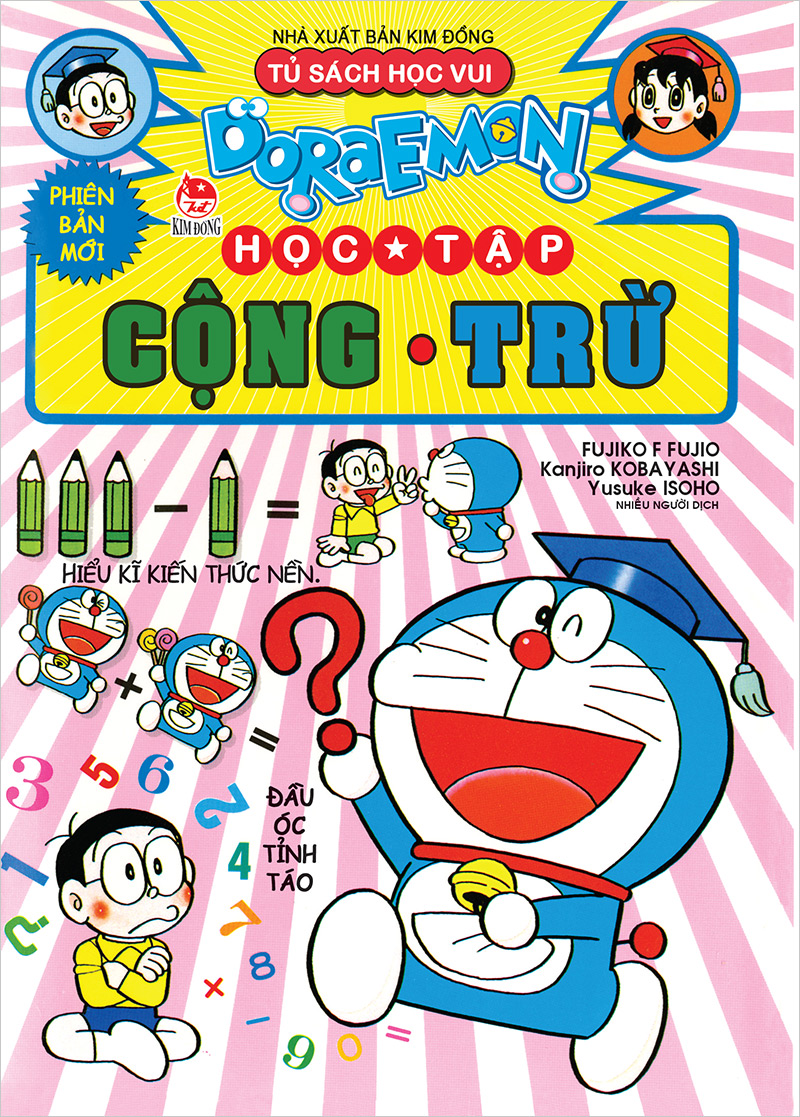 NHÀ XUẤT BẢN KIM ĐỒNG
TỦ SÁCH HỌC VUI
DORAEMON
PHIÊN
BẢN
MỚI
KIM ĐỒNG
HỌC★TẬP
CỘNG • TRỪ
FUJIKO F FUJIO
Kanjiro KOBAYASHI
Yusuke ISOHO
NHIỀU NGƯỜI DỊCH
− =
HIỂU KĨ KIẾN THỨC NỀN.
+ = ?
3 5 6 2
1 4
ĐẦU
ÓC
TỈNH
TÁO
? 7
× 8
− 9 0 =